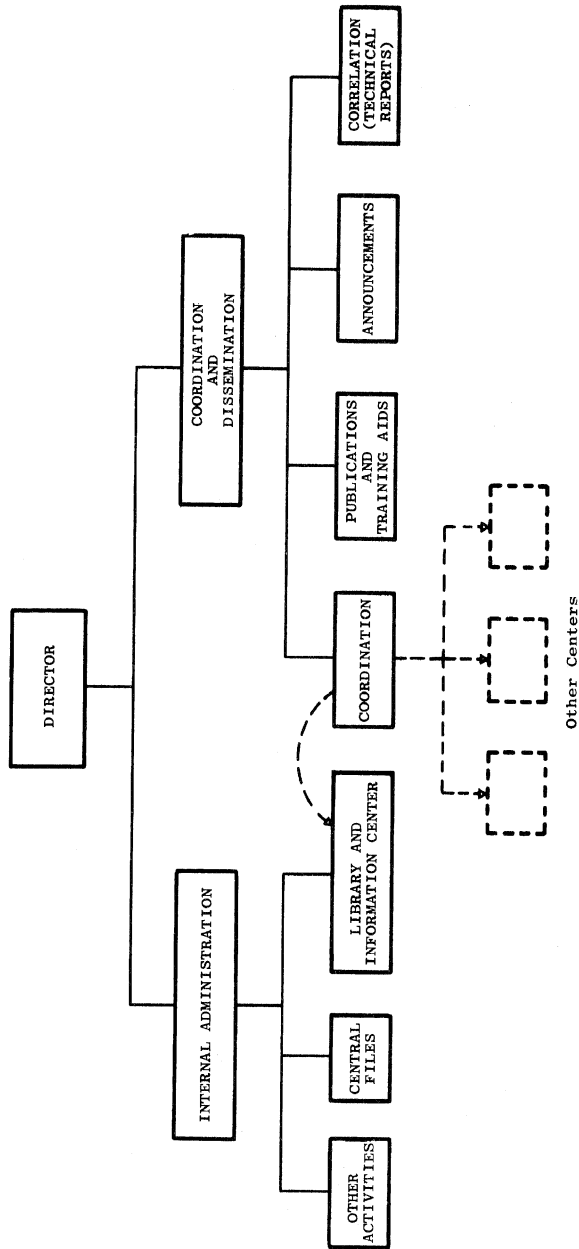 DIRECTOR
INTERNAL ADMINISTRATION
COORDINATION
AND
DISSEMINATION
OTHER
ACTIVITIES
CENTRAL
FILES
LIBRARY AND
INFORMATION CENTER
COORDINATION
PUBLICATIONS
AND
TRAINING AIDS
ANNOUNCEMENTS
CORRELATION
(TECHNICAL
REPORTS)
Other Centers